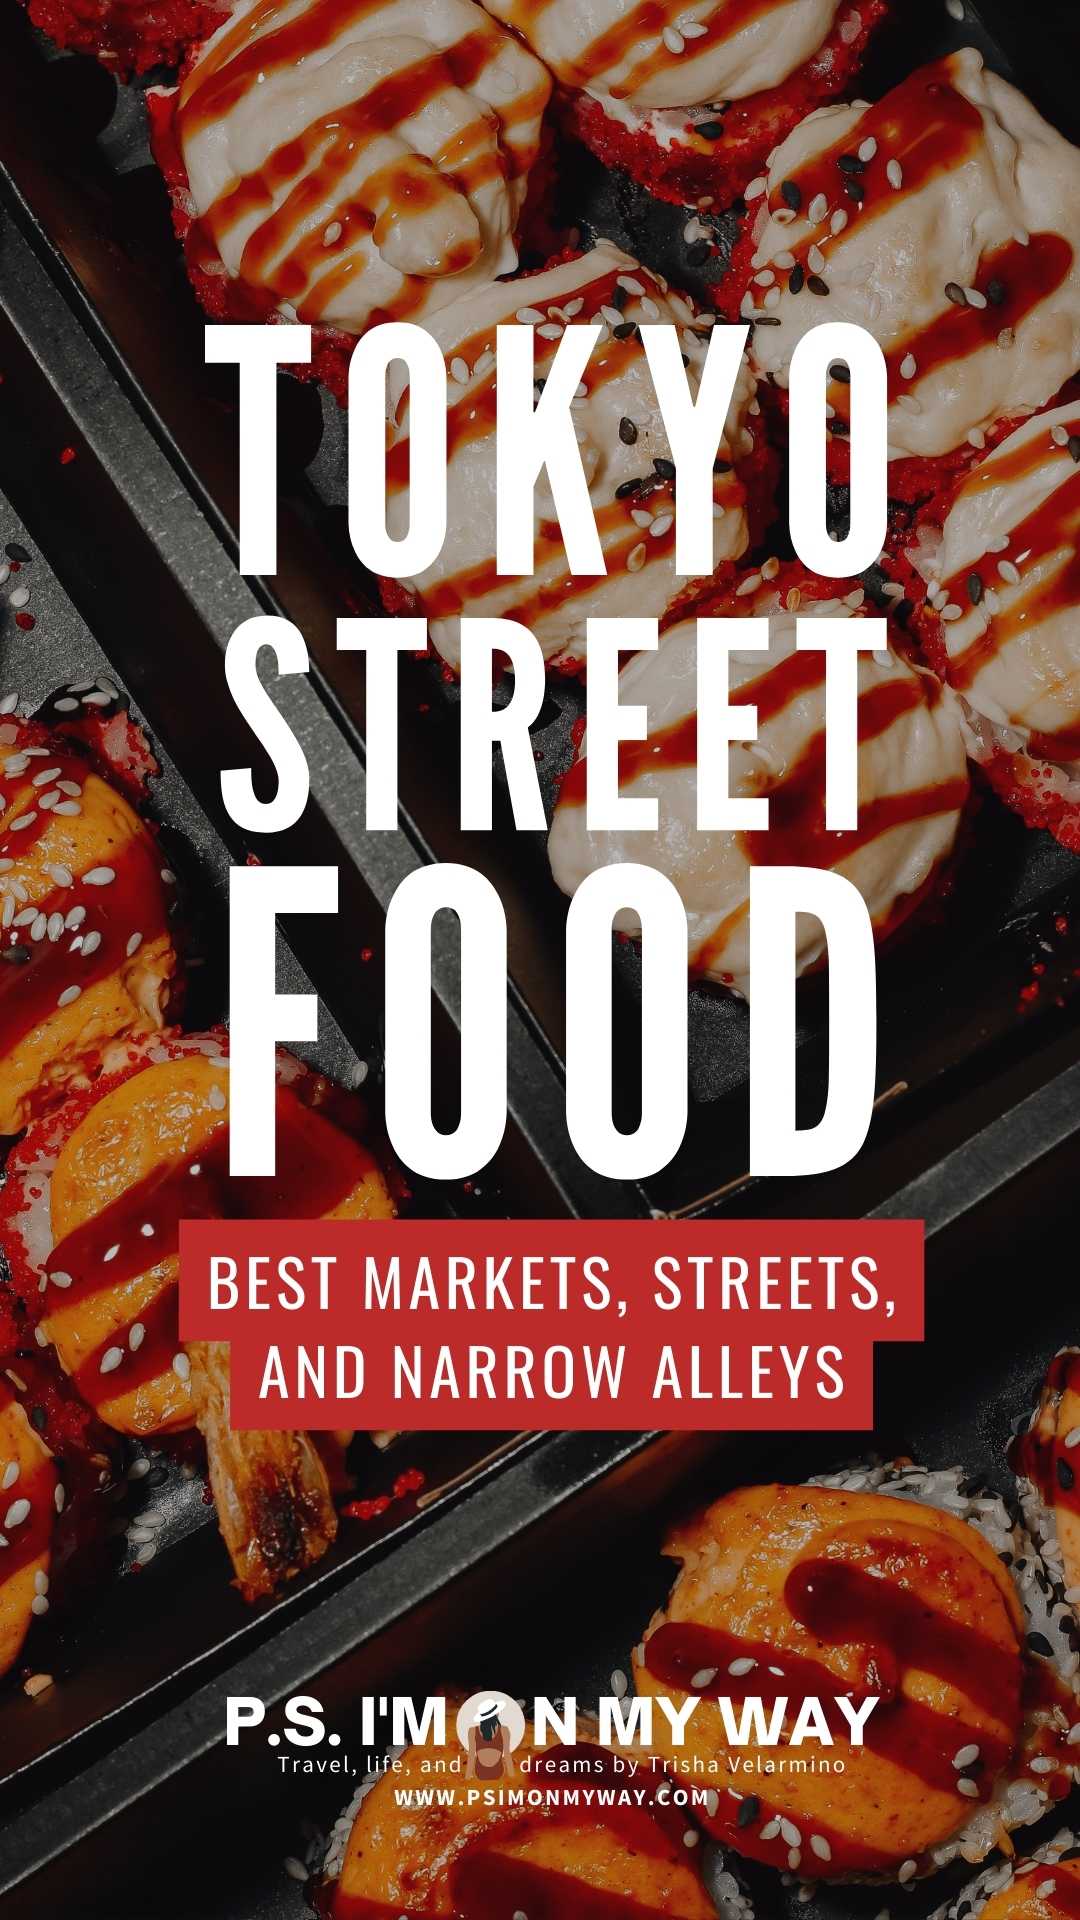 TOKYO
STREET
FOOD
BEST MARKETS, STREETS,
AND NARROW ALLEYS
P.S. I'M ON MY WAY
Travel, life, and dreams by Trisha Velarmino
WWW.PSIMONMYWAY.COM